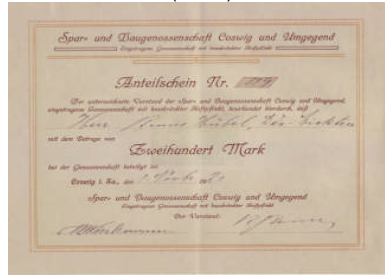 Spar- und Baugenossenschaft Coswig und Umgegend
Eingetragene Genossenschaft mit beschränkter Haftpflicht
Anteilschein Nr.
Der unterzeichnete Vorstand der Spar- und Baugenossenschaft Coswig und Umgegend,
eingetragene Genossenschaft mit beschränkter Haftpflicht, beurkundet hierdurch, daß
Herr
mit dem Betrage von
Zweihundert Mark
bei der Genossenschaft beteiligt ist.
Coswig i. Sa., den
Spar- und Baugenossenschaft Coswig und Umgegend
Eingetragene Genossenschaft mit beschränkter Haftpflicht
Der Vorstand: